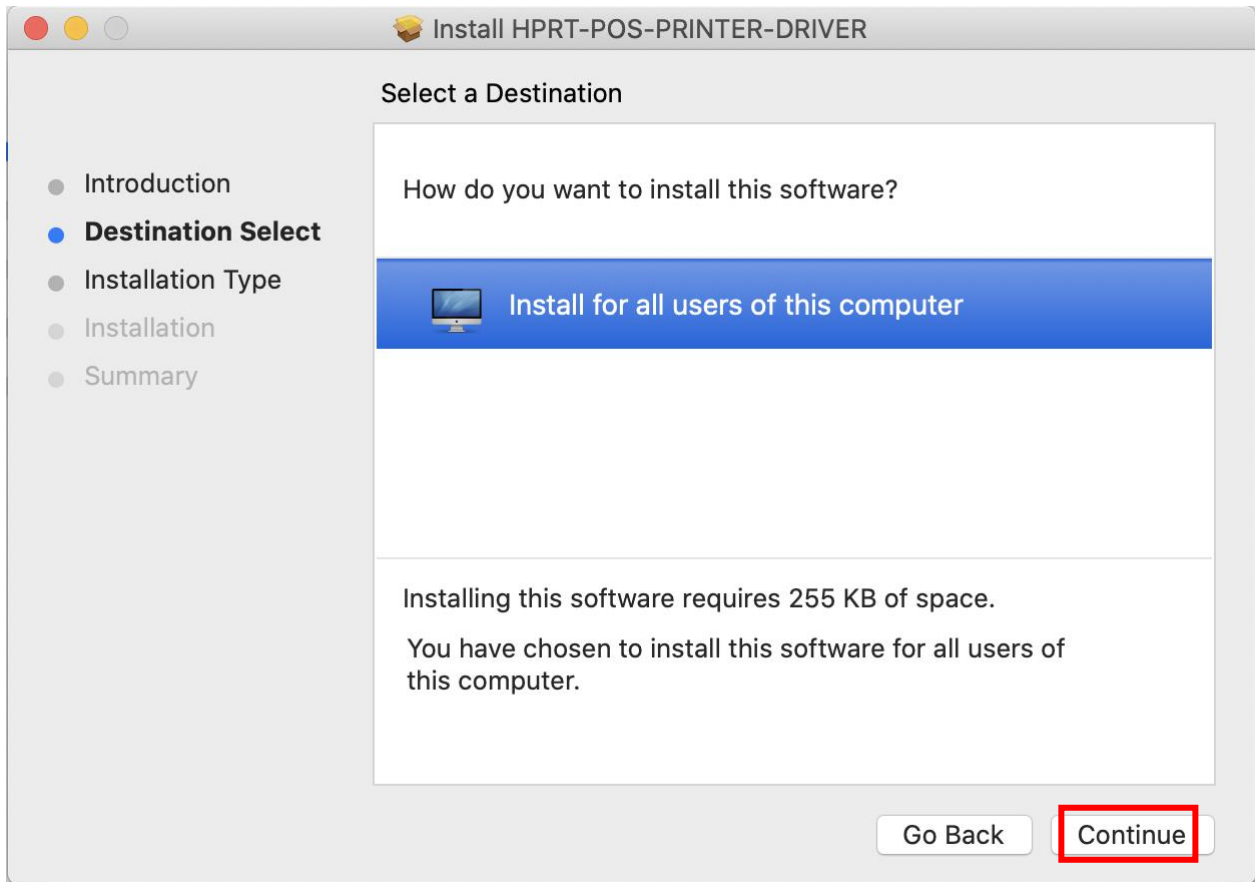 Install HPRT-POS-PRINTER-DRIVER
Select a Destination
Introduction
Destination Select
Installation Type
Installation
Summary
How do you want to install this software?
Install for all users of this computer
Installing this software requires 255 KB of space.
You have chosen to install this software for all users of
this computer.
Go Back
Continue